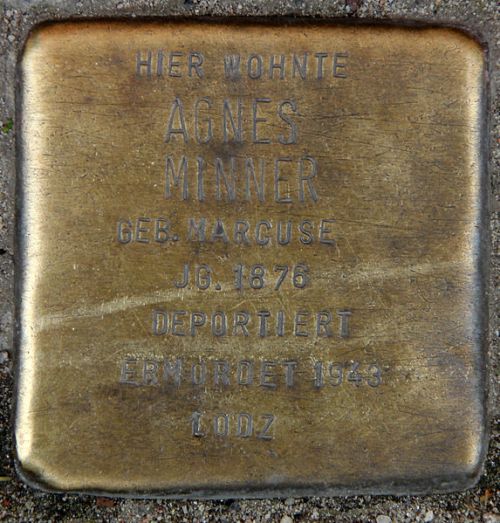 HIER WOHNTE
AGNES
MINNER
GEB. MARCUSE
JG. 1876
DEPORTIERT
ERMORDET 1943
LODZ